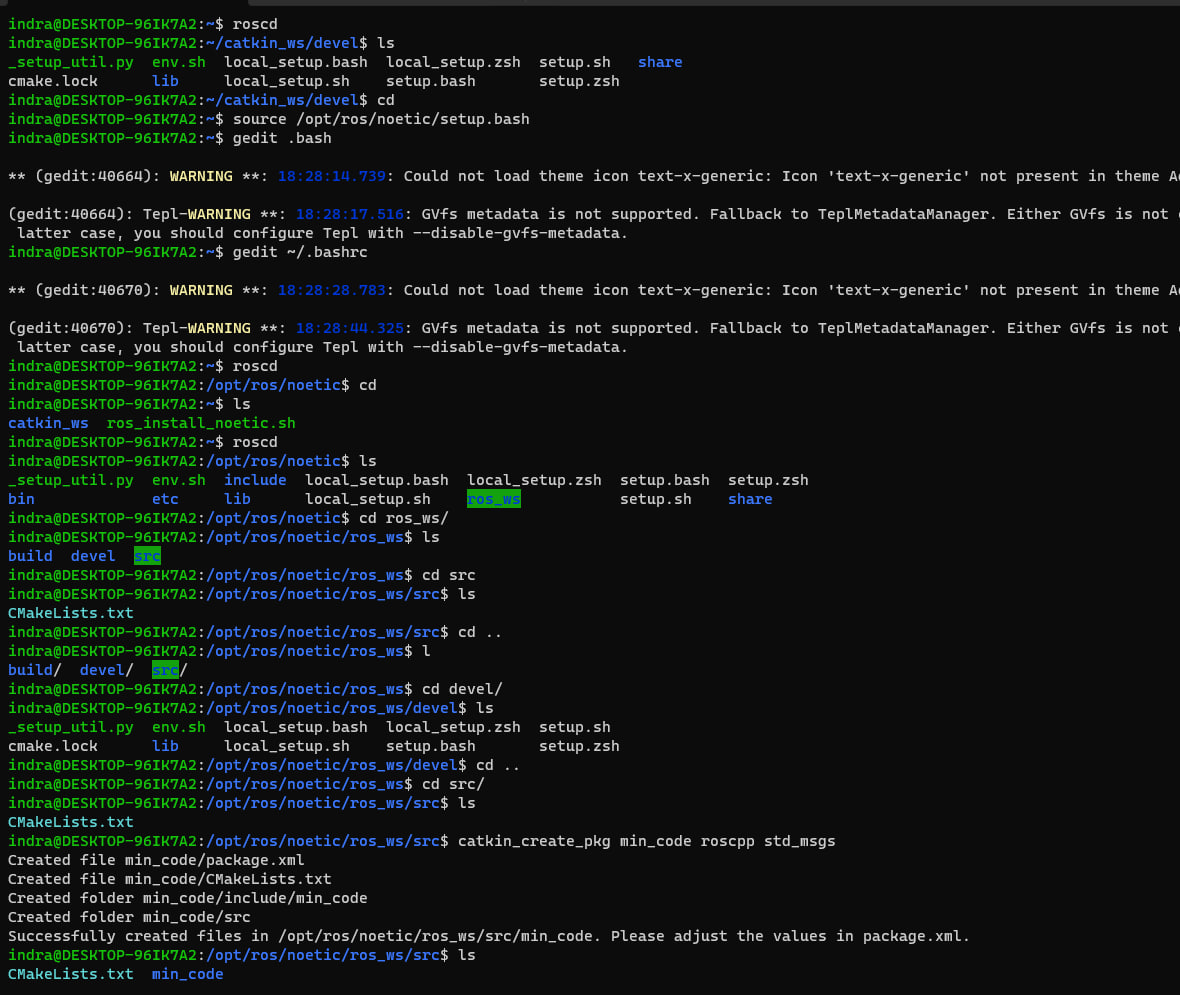 indra@DESKTOP-96IK7A2:~$ roscd
indra@DESKTOP-96IK7A2:~/catkin_ws/devel$ ls
_setup_util.py  env.sh  local_setup.bash  local_setup.zsh  setup.sh   share
cmake.lock      lib     local_setup.sh    setup.bash       setup.zsh
indra@DESKTOP-96IK7A2:~/catkin_ws/devel$ cd
indra@DESKTOP-96IK7A2:~$ source /opt/ros/noetic/setup.bash
indra@DESKTOP-96IK7A2:~$ gedit .bash
** (gedit:40664): WARNING **: 18:28:14.739: Could not load theme icon text-x-generic: Icon 'text-x-generic' not present in theme
(gedit:40664): Tepl-WARNING **: 18:28:17.516: GVfs metadata is not supported. Fallback to TeplMetadataManager. Either GVfs is not
 latter case, you should configure Tepl with --disable-gvfs-metadata.
indra@DESKTOP-96IK7A2:~$ gedit ~/.bashrc
** (gedit:40670): WARNING **: 18:28:28.783: Could not load theme icon text-x-generic: Icon 'text-x-generic' not present in theme
(gedit:40670): Tepl-WARNING **: 18:28:44.325: GVfs metadata is not supported. Fallback to TeplMetadataManager. Either GVfs is not
 latter case, you should configure Tepl with --disable-gvfs-metadata.
indra@DESKTOP-96IK7A2:~$ roscd
indra@DESKTOP-96IK7A2:/opt/ros/noetic$ cd
indra@DESKTOP-96IK7A2:~$ ls
catkin_ws  ros_install_noetic.sh
indra@DESKTOP-96IK7A2:~$ roscd
indra@DESKTOP-96IK7A2:/opt/ros/noetic$ ls
_setup_util.py  env.sh  include  local_setup.bash  local_setup.zsh  setup.bash  setup.zsh
bin             etc     lib      local_setup.sh    ros_ws           setup.sh    share
indra@DESKTOP-96IK7A2:/opt/ros/noetic$ cd ros_ws/
indra@DESKTOP-96IK7A2:/opt/ros/noetic/ros_ws$ ls
build  devel  src
indra@DESKTOP-96IK7A2:/opt/ros/noetic/ros_ws$ cd src
indra@DESKTOP-96IK7A2:/opt/ros/noetic/ros_ws/src$ ls
CMakeLists.txt
indra@DESKTOP-96IK7A2:/opt/ros/noetic/ros_ws/src$ cd ..
indra@DESKTOP-96IK7A2:/opt/ros/noetic/ros_ws$ l
build/  devel/  src/
indra@DESKTOP-96IK7A2:/opt/ros/noetic/ros_ws$ cd devel/
indra@DESKTOP-96IK7A2:/opt/ros/noetic/ros_ws/devel$ ls
_setup_util.py  env.sh  local_setup.bash  local_setup.zsh  setup.sh
cmake.lock      lib     local_setup.sh    setup.bash       setup.zsh
indra@DESKTOP-96IK7A2:/opt/ros/noetic/ros_ws/devel$ cd ..
indra@DESKTOP-96IK7A2:/opt/ros/noetic/ros_ws$ cd src/
indra@DESKTOP-96IK7A2:/opt/ros/noetic/ros_ws/src$ ls
CMakeLists.txt
indra@DESKTOP-96IK7A2:/opt/ros/noetic/ros_ws/src$ catkin_create_pkg min_code roscpp std_msgs
Created file min_code/package.xml
Created file min_code/CMakeLists.txt
Created folder min_code/include/min_code
Created folder min_code/src
Successfully created files in /opt/ros/noetic/ros_ws/src/min_code. Please adjust the values in package.xml.
indra@DESKTOP-96IK7A2:/opt/ros/noetic/ros_ws/src$ ls
CMakeLists.txt  min_code